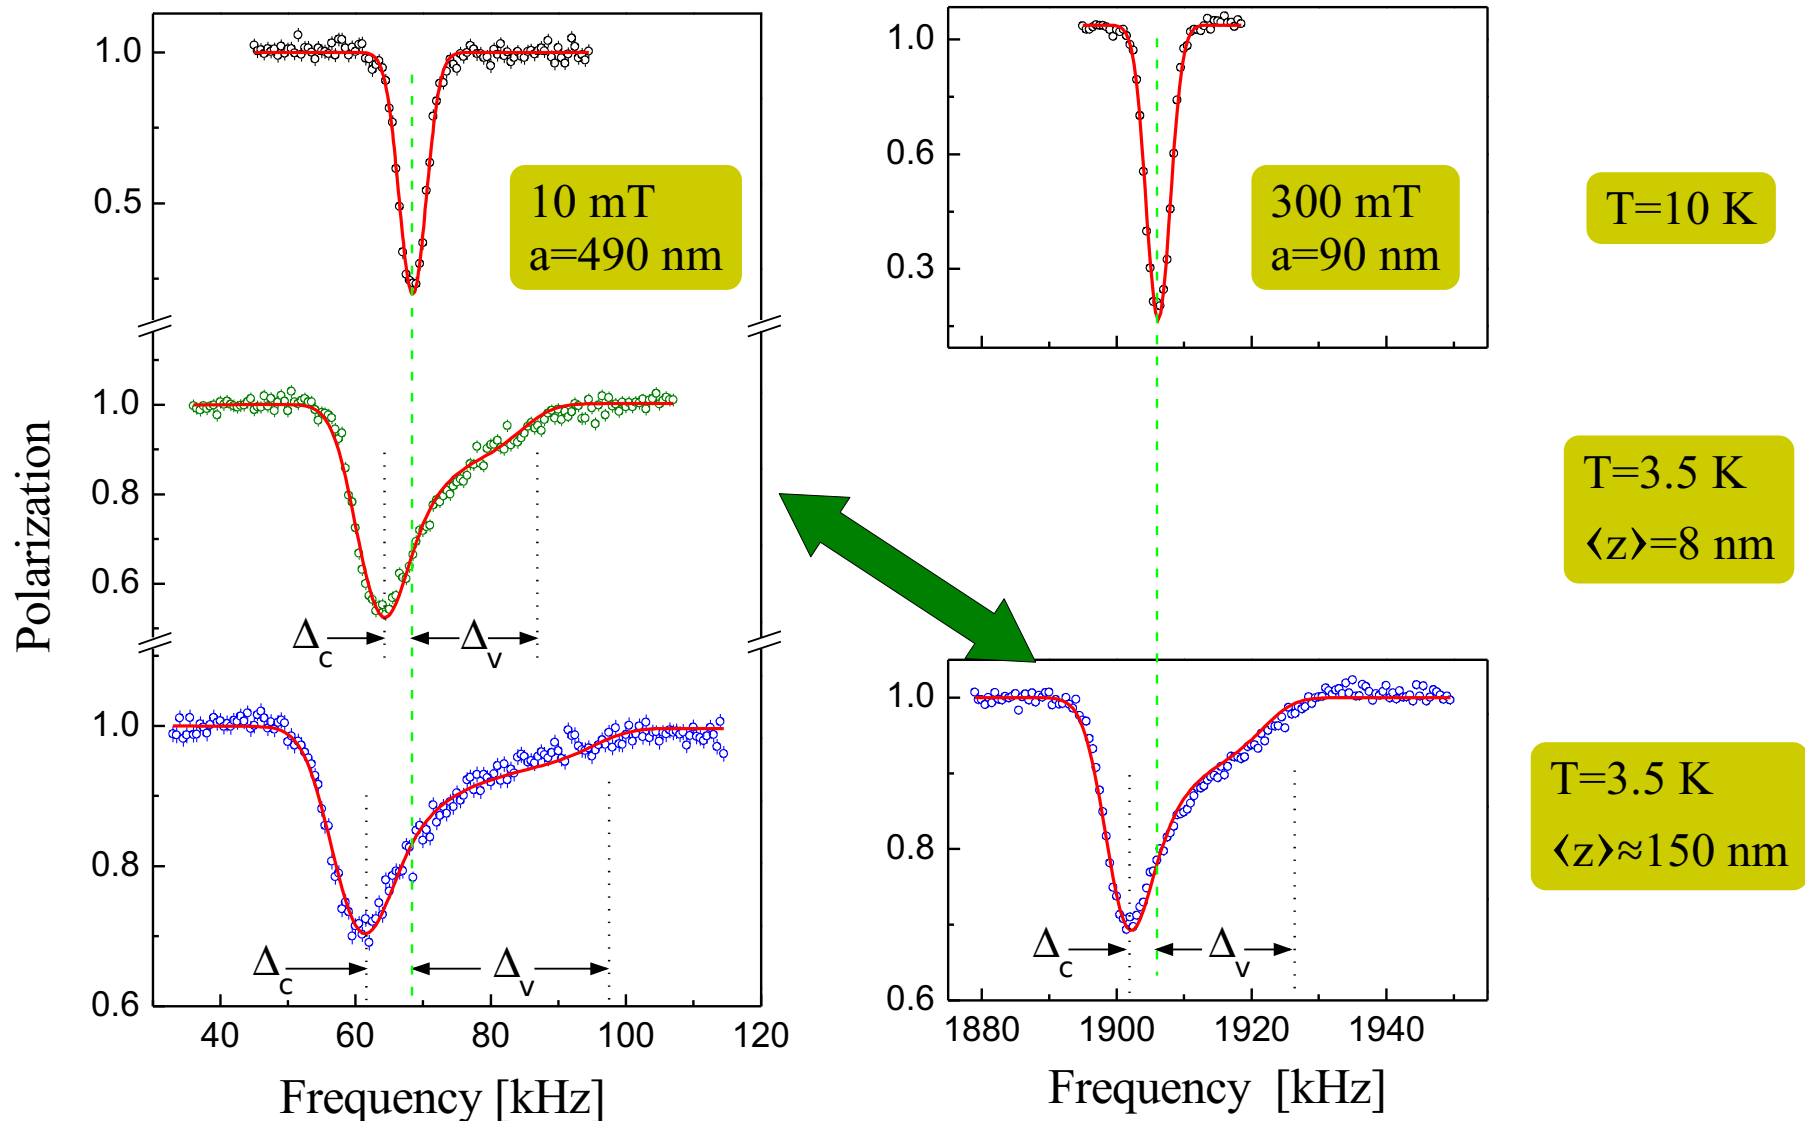 Polarization
1.0
0.5
10 mT
a=490 nm
1.0
0.8
0.6
Δc
Δv
1.0
0.8
0.6
Δc
Δv
40 60 80 100 120
Frequency [kHz]
1.0
0.6
0.3
300 mT
a=90 nm
1.0
0.8
0.6
Δc
Δv
1880 1900 1920 1940
Frequency [kHz]
T=10 K
T=3.5 K
⟨z⟩=8 nm
T=3.5 K
⟨z⟩≈150 nm